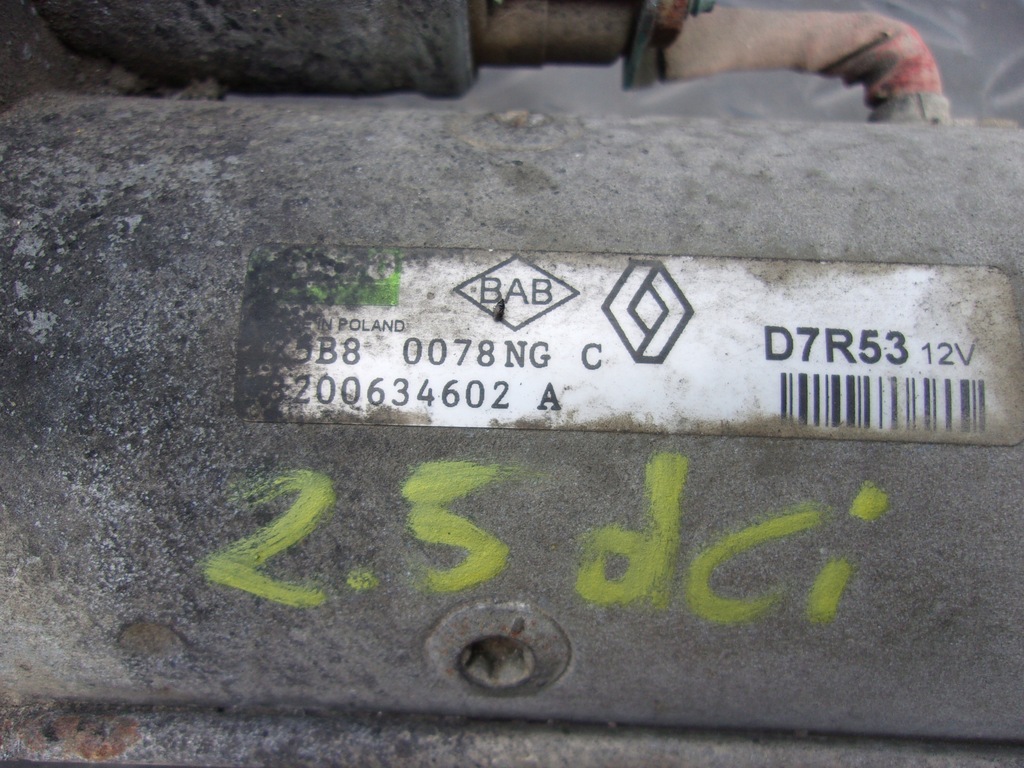 BAB
IN POLAND
B8 0078NG C
200634602 A
D7R53 12V
2.5 dci